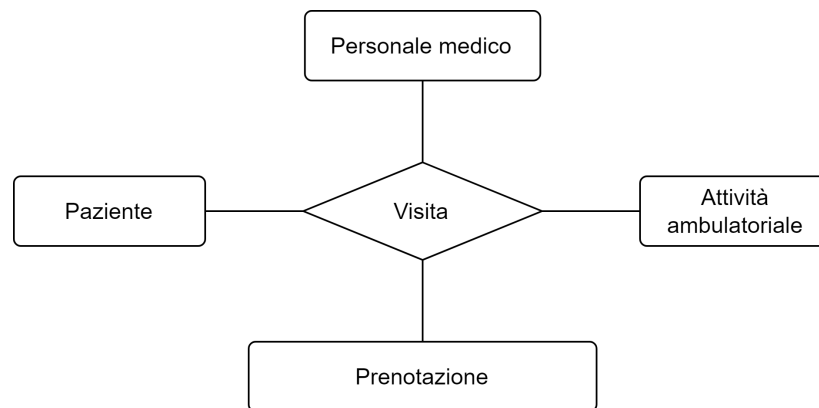 Personale medico
Paziente
Visita
Attività
ambulatoriale
Prenotazione